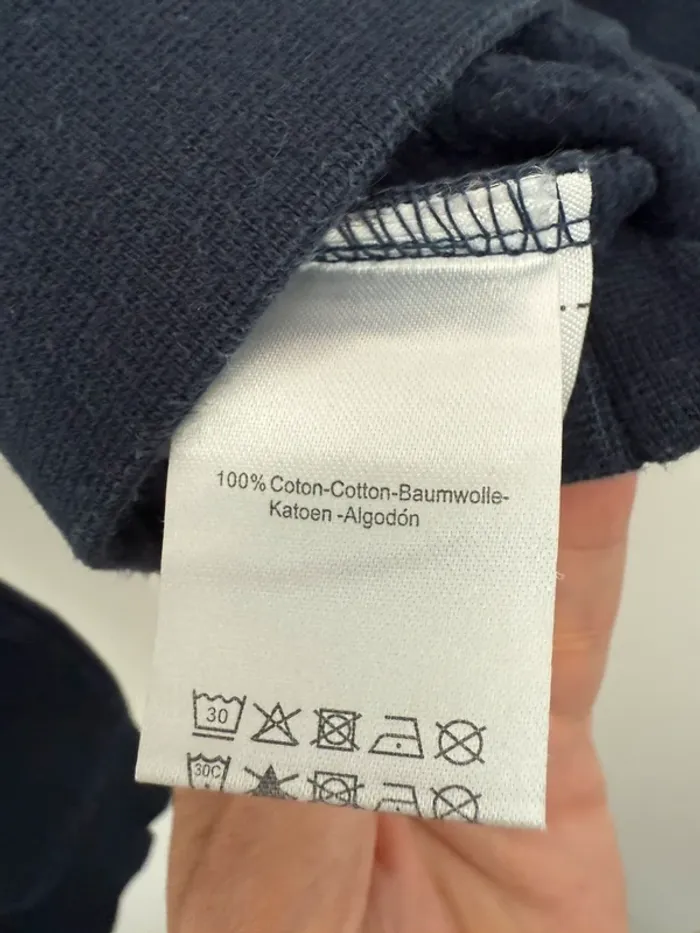 100% Coton-Cotton-Baumwolle-
Katoen -Algodón
30
30C